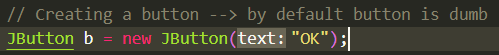 // Creating a button --> by default button is dumb
JButton b = new JButton( text: "OK");